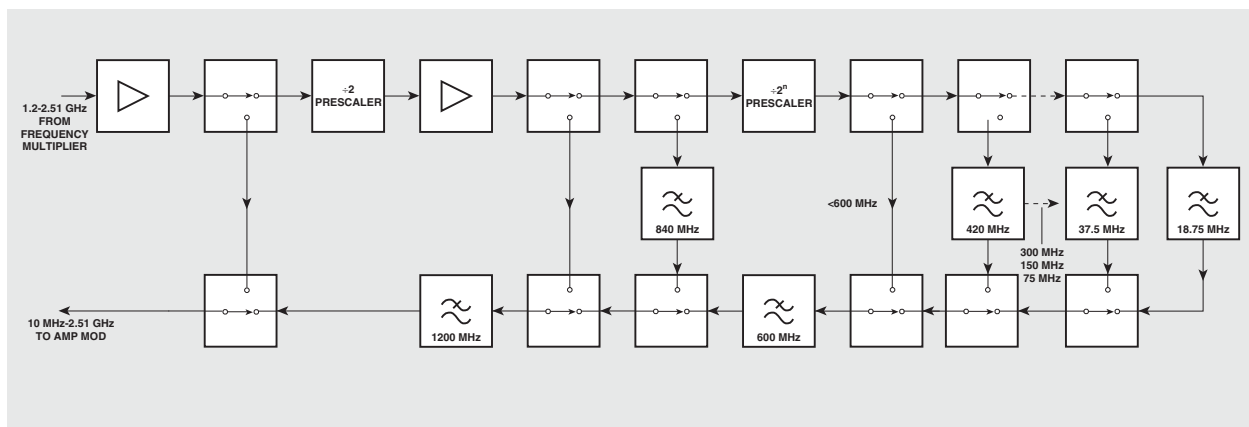 1.2-2.51 GHz
FROM
FREQUENCY
MULTIPLIER
÷2
PRESCALER
÷2ⁿ
PRESCALER
840 MHz
<600 MHz
420 MHz
37.5 MHz
18.75 MHz
300 MHz
150 MHz
75 MHz
10 MHz-2.51 GHz
TO AMP MOD
1200 MHz
600 MHz